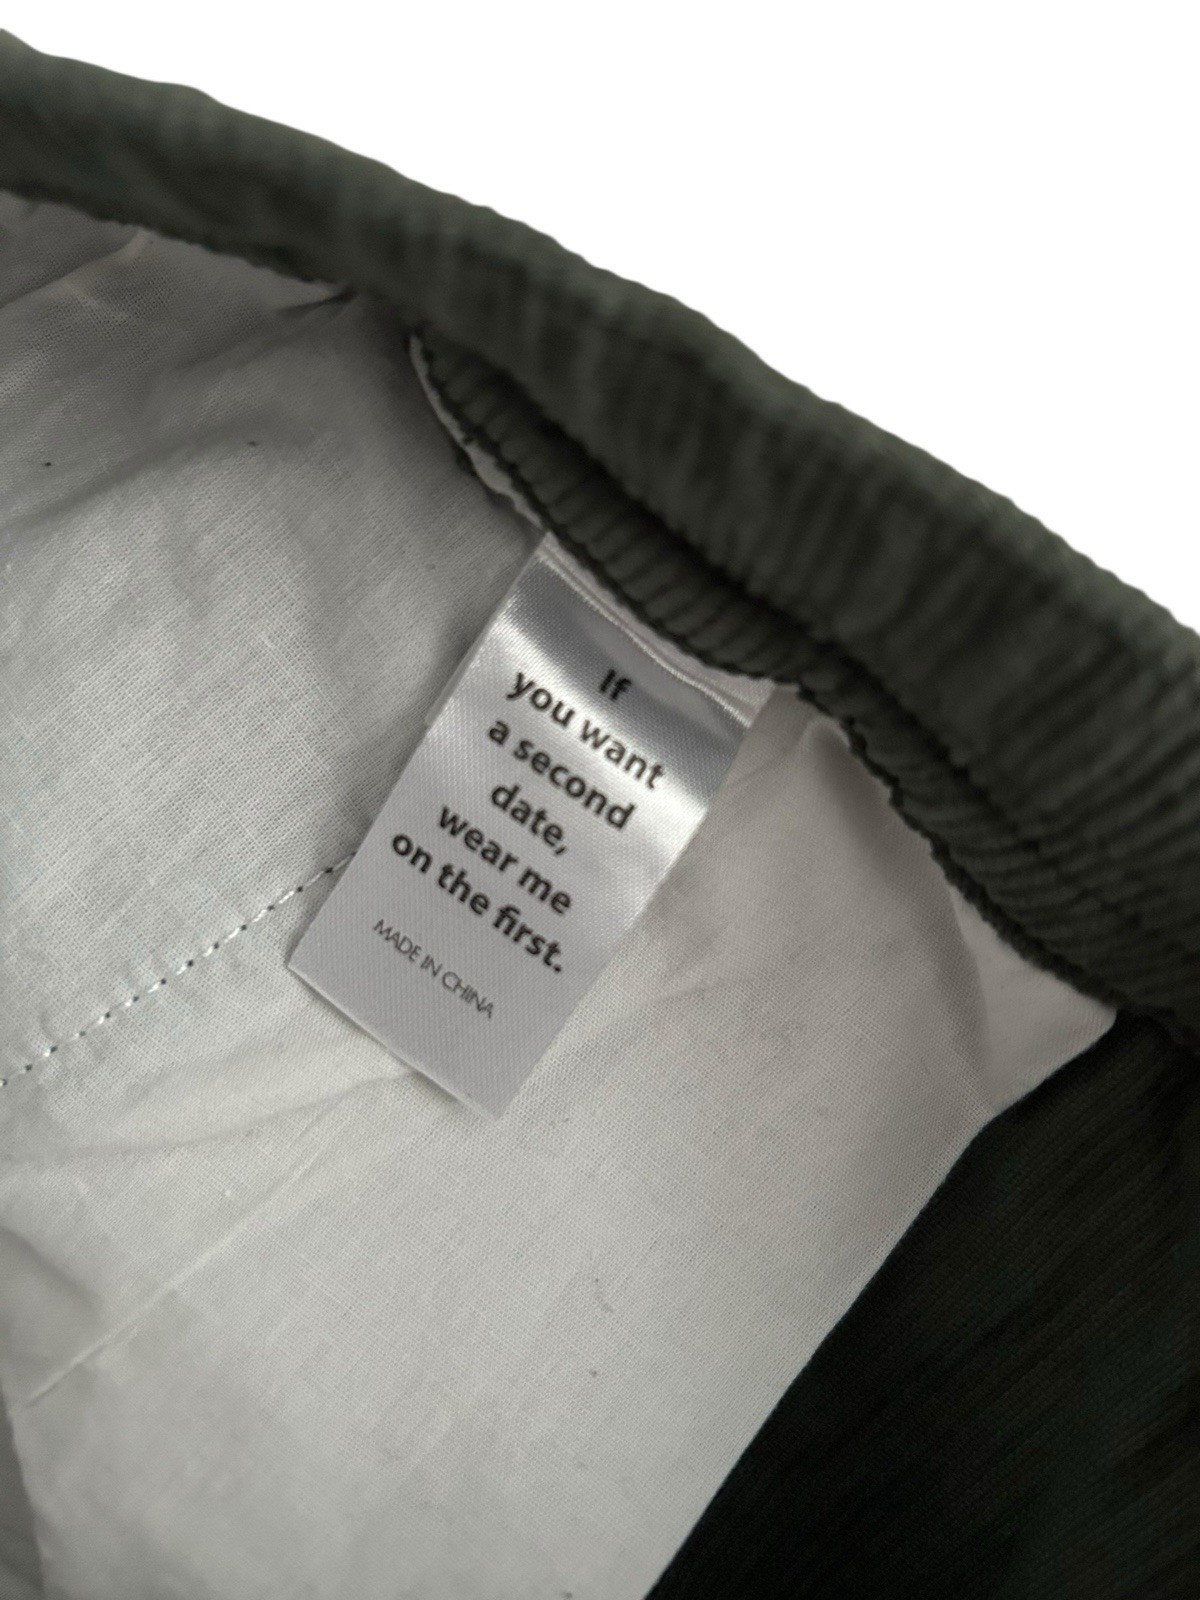 If
you want
a second
date,
wear me
on the first.
MADE IN CHINA